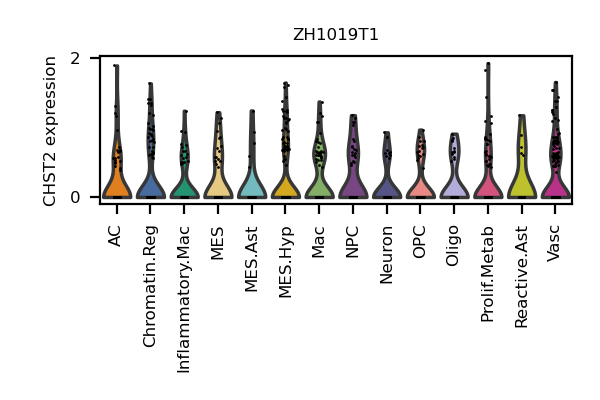 ZH1019T1
CHST2 expression
2
0
AC
Chromatin.Reg
Inflammatory.Mac
MES
MES.Ast
MES.Hyp
Mac
NPC
Neuron
OPC
Oligo
Prolif.Metab
Reactive.Ast
Vasc